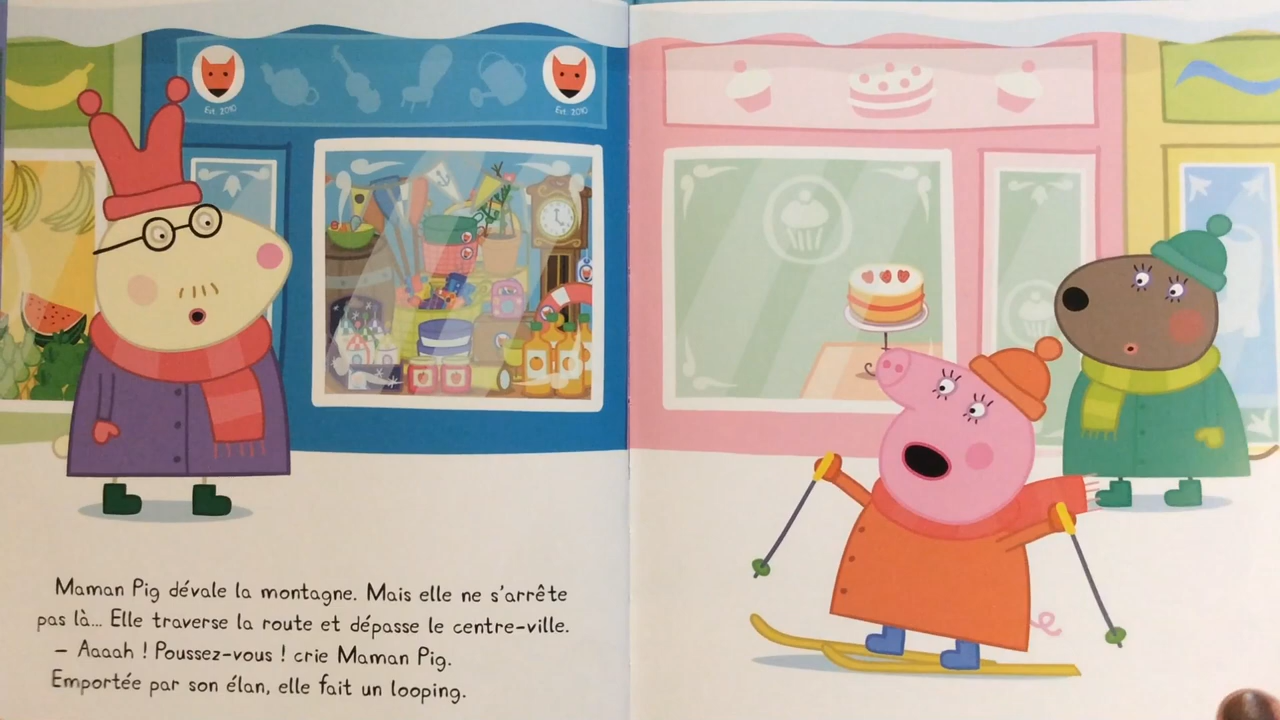 Est. 2010
Est. 2010
Maman Pig dévale la montagne. Mais elle ne s'arrête
pas là... Elle traverse la route et dépasse le centre-ville.
– Aaaah ! Poussez-vous ! crie Maman Pig.
Emportée par son élan, elle fait un looping.